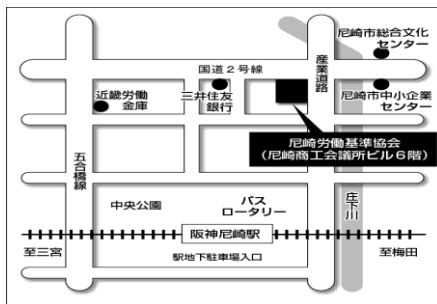 尼崎市総合文化
センター
国道2号線
産業道路
近畿労働
金庫
三井住友
銀行
尼崎市中小企業
センター
尼崎労働基準協会
(尼崎商工会議所ビル6階)
五合橋線
中央公園
バス
ロータリー
庄下川
阪神尼崎駅
至三宮
至梅田
駅地下駐車場入口